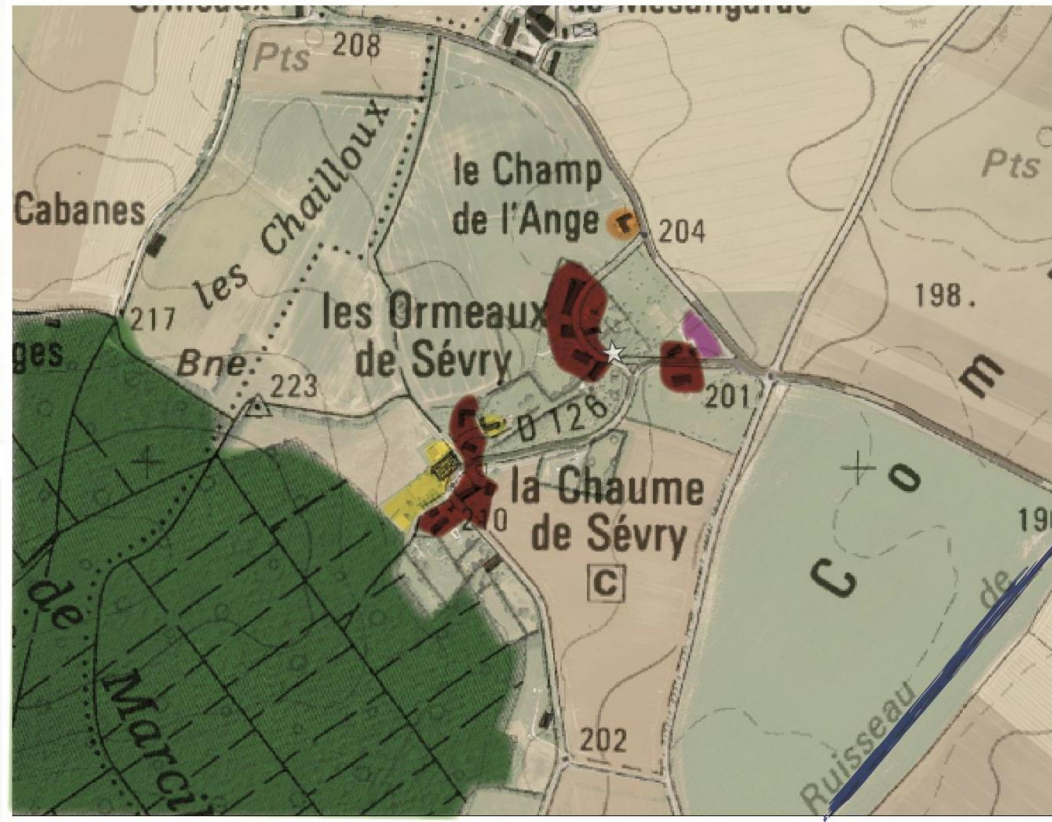 Pts
208
le Champ
de l'Ange
204
Pts
Cabanes
les Chailloux
198.
217
les Ormeaux
de Sévry
ges
Bne
223
201
D 126
m
o
C
la Chaume
de Sévry
210
C
de
de
Marcil
Ruisseau
202